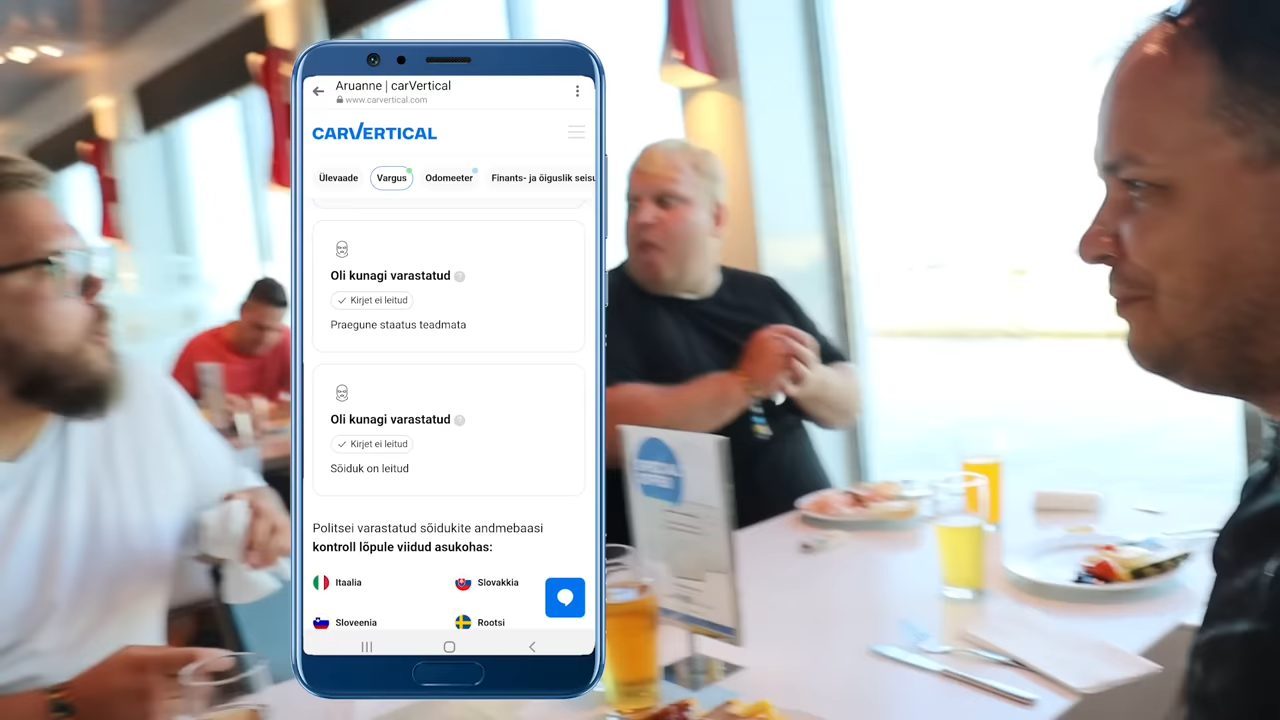 Aruanne | carVertical
www.carvertical.com
CARVERTICAL
Ülevaade Vargus Odomeeter Finants- ja õiguslik seisu
Oli kunagi varastatud ?
Kirjet ei leitud
Praegune staatus teadmata
Oli kunagi varastatud ?
Kirjet ei leitud
Sõiduk on leitud
Politsei varastatud sõidukite andmebaasi
kontroll lõpule viidud asukohas:
Itaalia Slovakkia
Sloveenia Rootsi